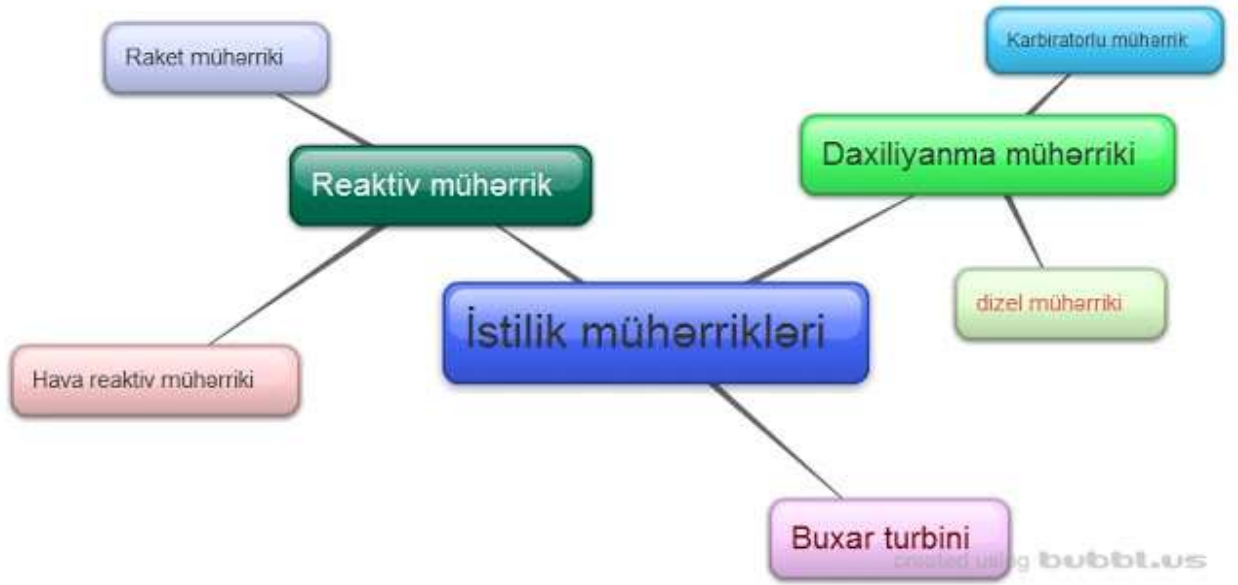 Karbiratorlu mühərrik
Raket mühərriki
Daxiliyanma mühərriki
Reaktiv mühərrik
dizel mühərriki
İstilik mühərrikləri
Hava reaktiv mühərriki
Buxar turbini
created using bubbl.us